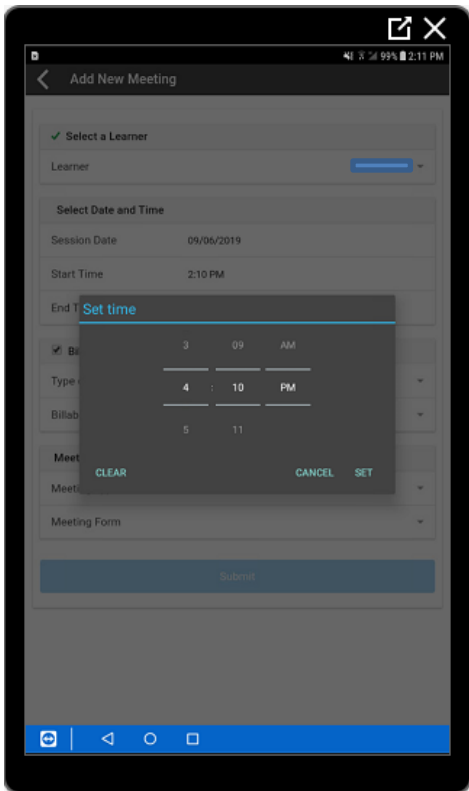 99% 2:11 PM
Add New Meeting
Select a Learner
Learner
Select Date and Time
Session Date 09/06/2019
Start Time 2:10 PM
End T
Set time
3 09 AM
4 : 10 PM
5 11
CLEAR CANCEL SET
Bi
Type
Billab
Meet
Meeti
Meeting Form
Submit